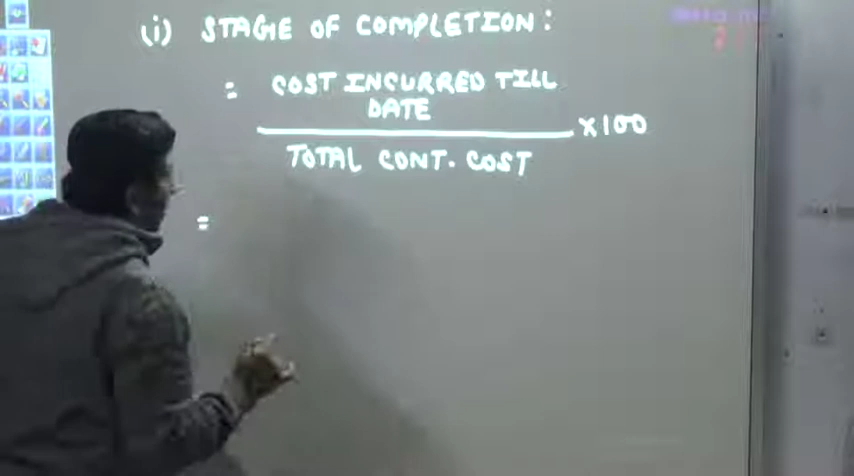 (i) STAGE OF COMPLETION:
= COST INCURRED TILL
DATE
×100
TOTAL CONT. COST
=